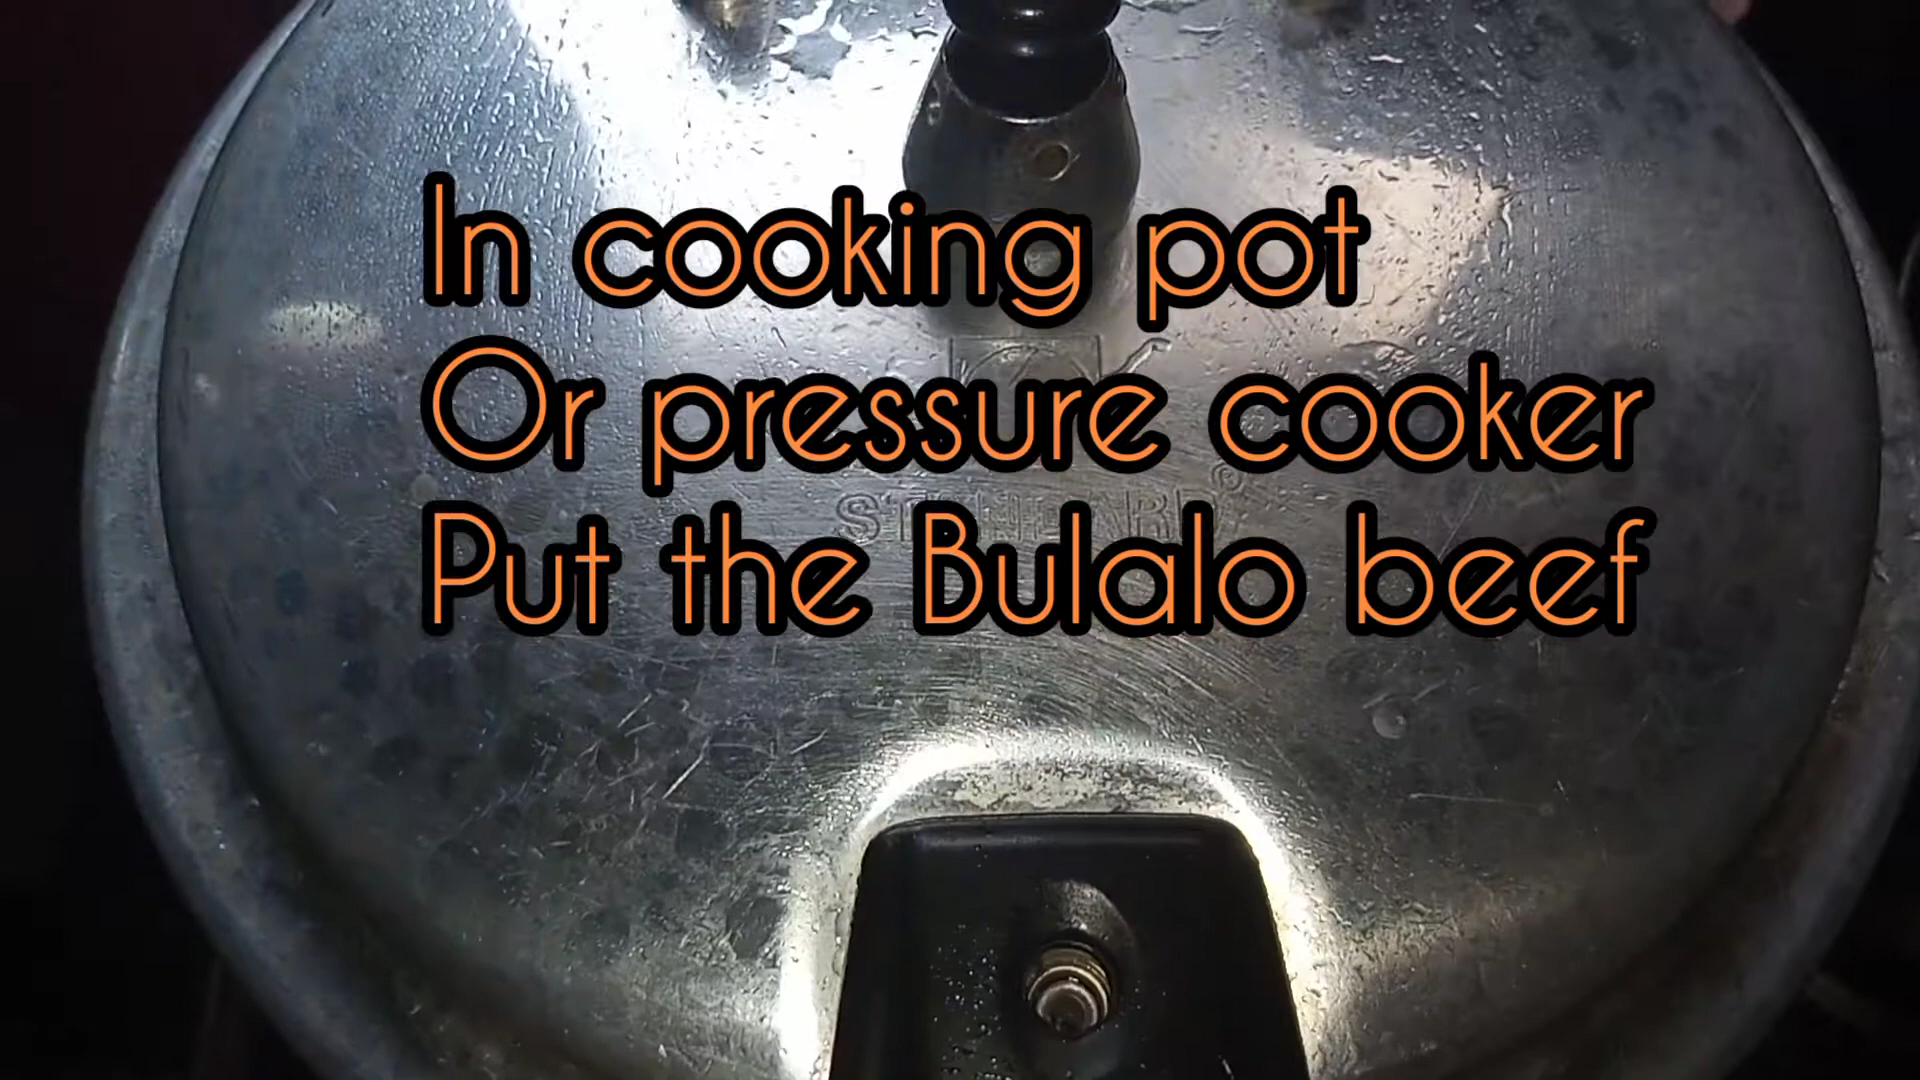 In cooking pot
Or pressure cooker
Put the Bulalo beef